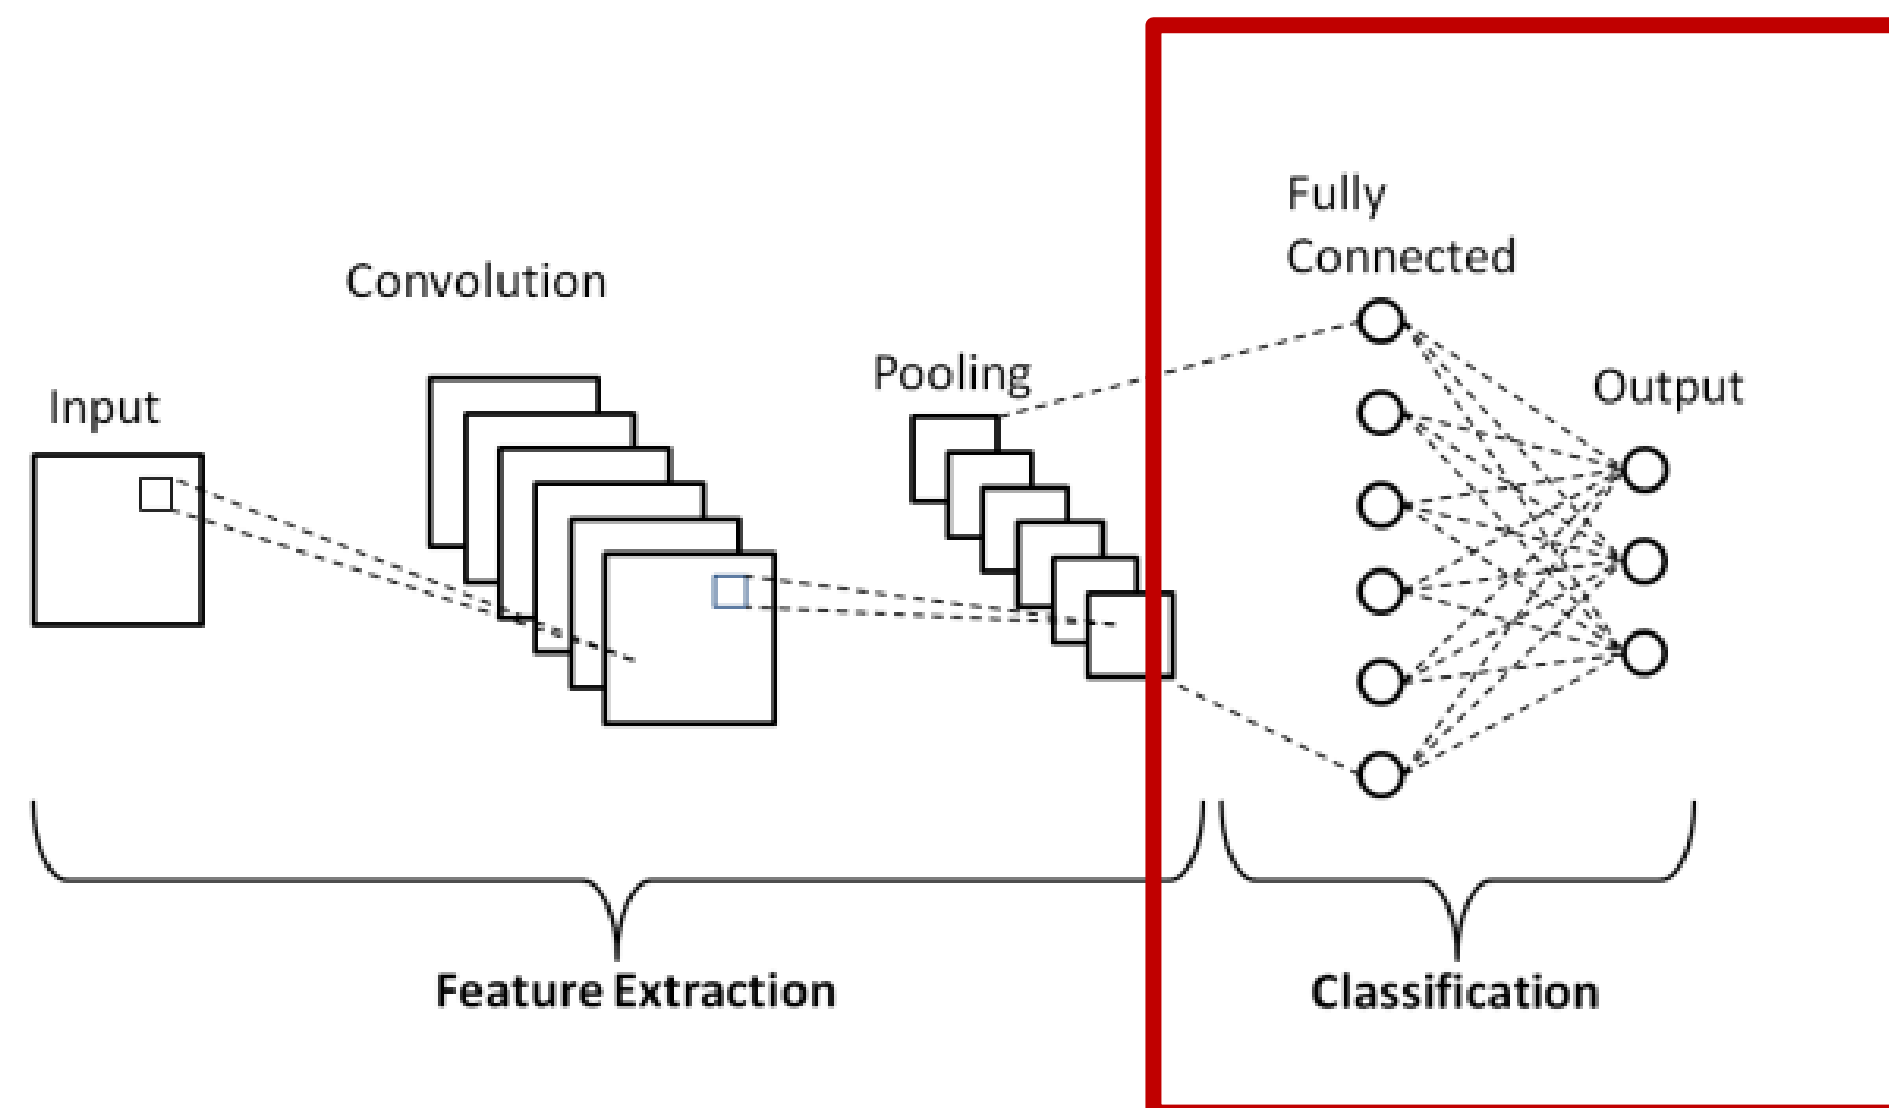 Input
Convolution
Pooling
Fully
Connected
Output
Feature Extraction
Classification